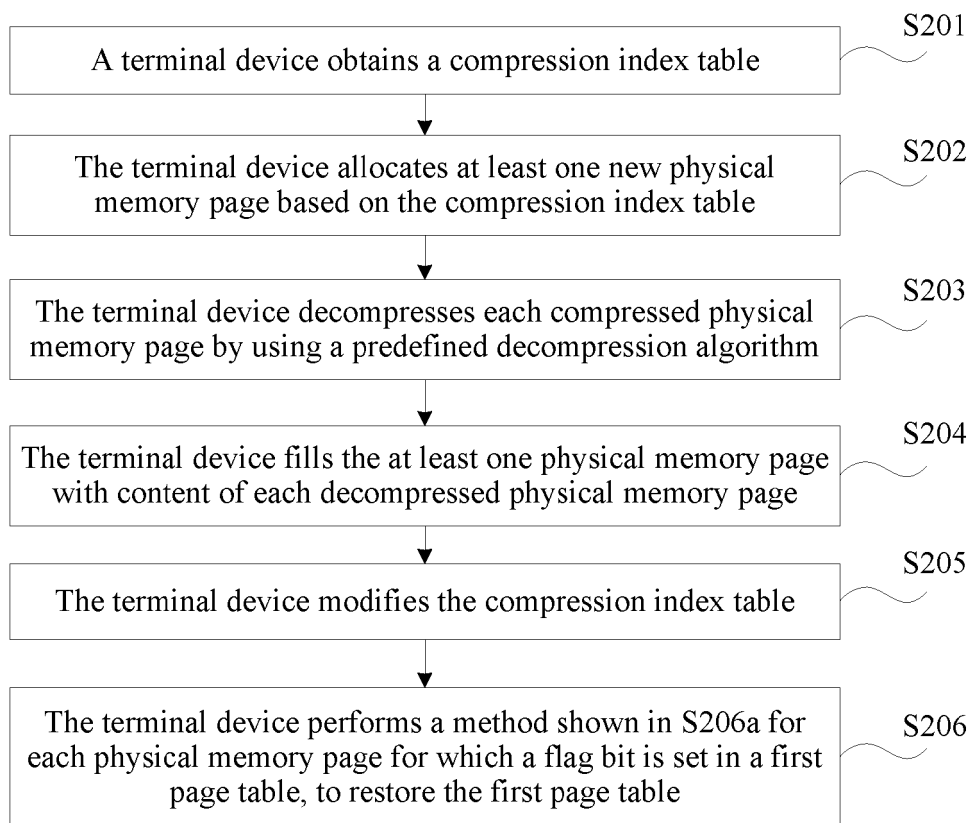 S201
A terminal device obtains a compression index table
S202
The terminal device allocates at least one new physical
memory page based on the compression index table
S203
The terminal device decompresses each compressed physical
memory page by using a predefined decompression algorithm
S204
The terminal device fills the at least one physical memory page
with content of each decompressed physical memory page
S205
The terminal device modifies the compression index table
S206
The terminal device performs a method shown in S206a for
each physical memory page for which a flag bit is set in a first
page table, to restore the first page table